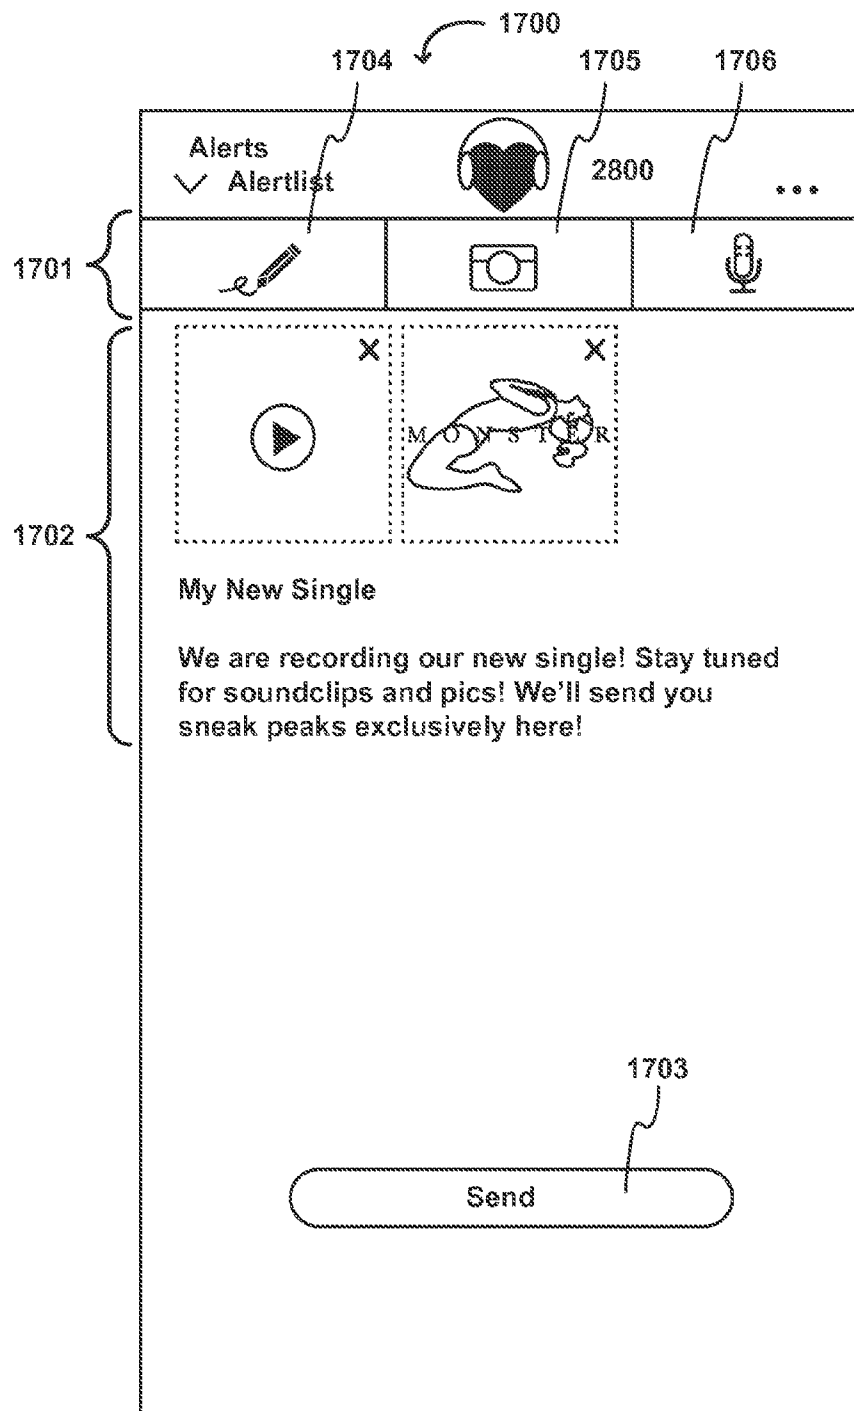 1700
1704 1705 1706
Alerts
Alertlist
2800
...
1701
MONSTER
1702
My New Single
We are recording our new single! Stay tuned
for soundclips and pics! We'll send you
sneak peaks exclusively here!
1703
Send